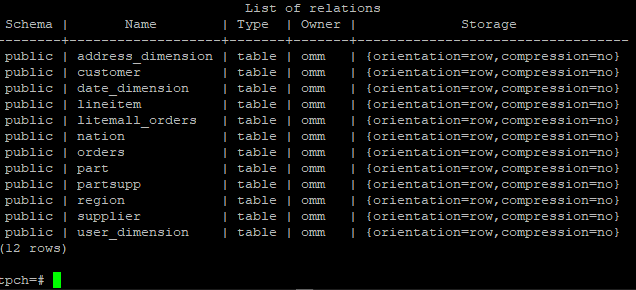 List of relations
 Schema |       Name        | Type  | Owner |             Storage
--------+-------------------+-------+-------+----------------------------------
 public | address_dimension | table | omm   | {orientation=row,compression=no}
 public | customer          | table | omm   | {orientation=row,compression=no}
 public | date_dimension    | table | omm   | {orientation=row,compression=no}
 public | lineitem          | table | omm   | {orientation=row,compression=no}
 public | litemall_orders   | table | omm   | {orientation=row,compression=no}
 public | nation            | table | omm   | {orientation=row,compression=no}
 public | orders            | table | omm   | {orientation=row,compression=no}
 public | part              | table | omm   | {orientation=row,compression=no}
 public | partsupp          | table | omm   | {orientation=row,compression=no}
 public | region            | table | omm   | {orientation=row,compression=no}
 public | supplier          | table | omm   | {orientation=row,compression=no}
 public | user_dimension    | table | omm   | {orientation=row,compression=no}
(12 rows)
tpch=#